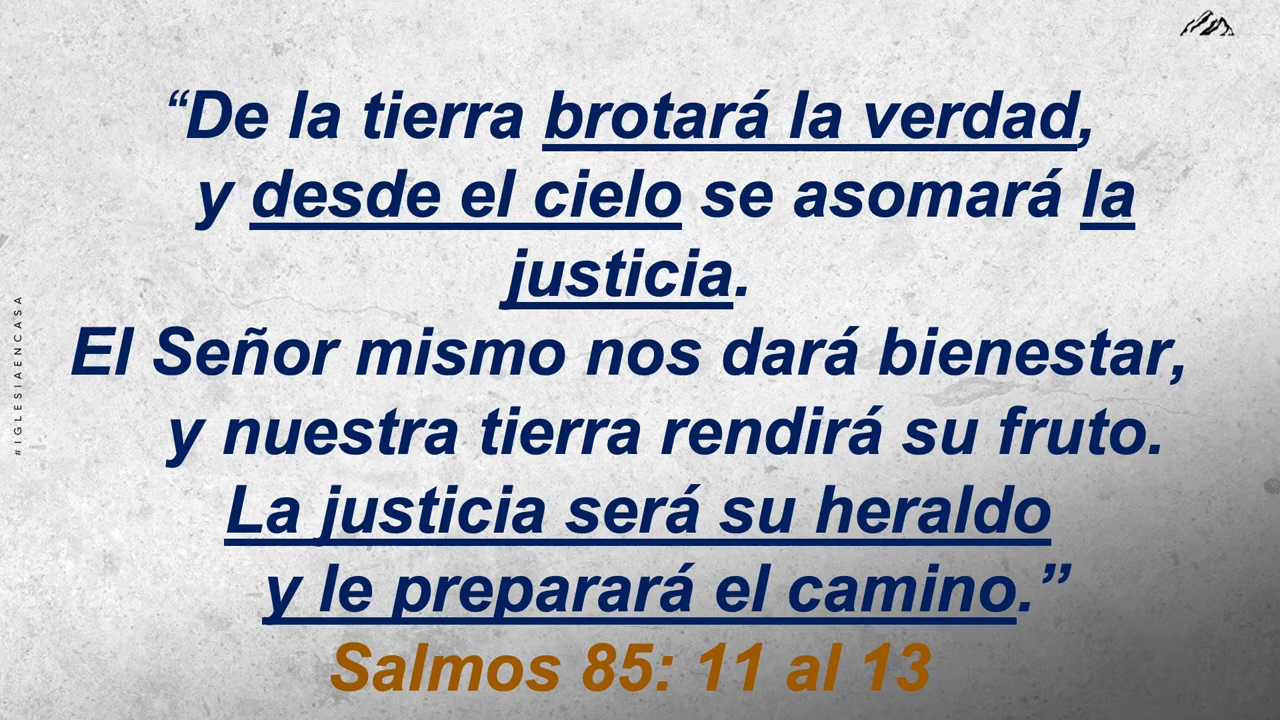 “De la tierra brotará la verdad,
y desde el cielo se asomará la
justicia.
El Señor mismo nos dará bienestar,
y nuestra tierra rendirá su fruto.
La justicia será su heraldo
y le preparará el camino.”
Salmos 85: 11 al 13
#IGLESIAENCASA